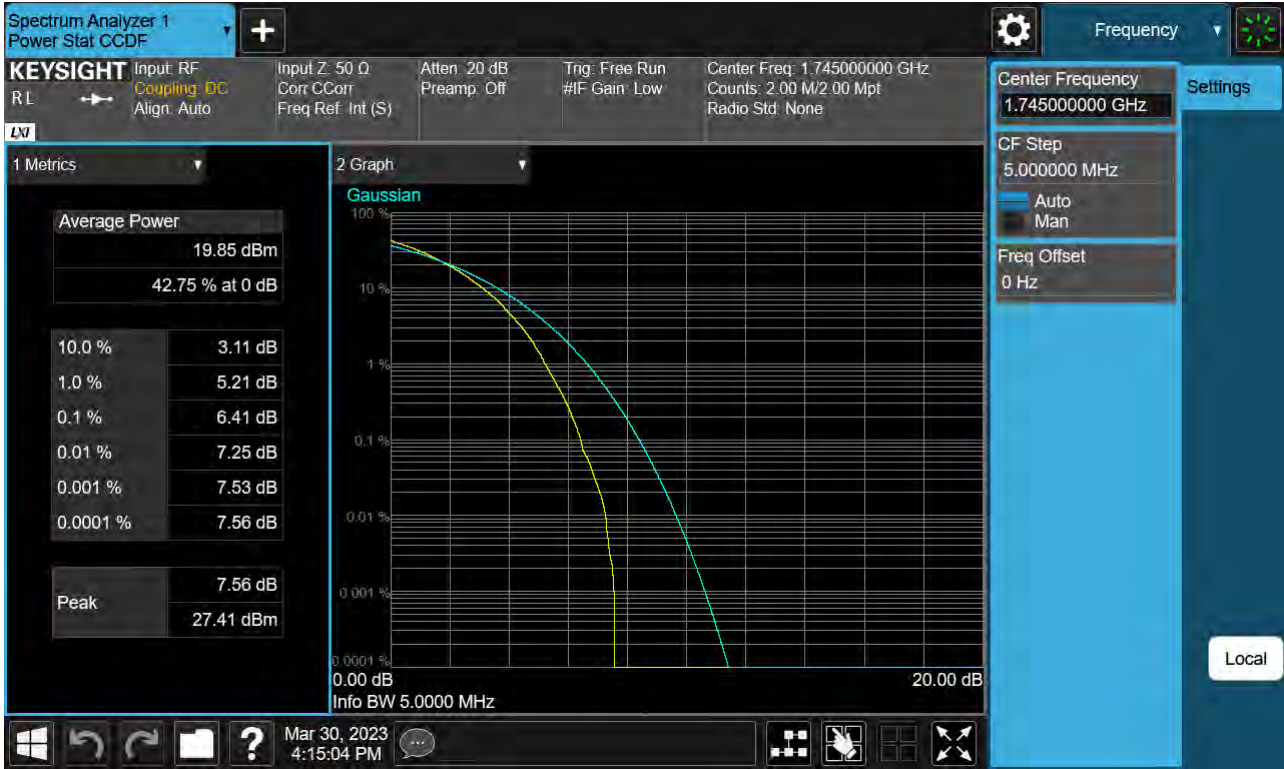 Spectrum Analyzer 1
Power Stat CCDF
+
Frequency
KEYSIGHT
R L
LXI
Input: RF
Coupling: DC
Align: Auto
Input Z: 50 Ω
Corr CCorr
Freq Ref: Int (S)
Atten: 20 dB
Preamp: Off
Trig: Free Run
#IF Gain: Low
Center Freq: 1.745000000 GHz
Counts: 2.00 M/2.00 Mpt
Radio Std: None
Center Frequency
1.745000000 GHz
Settings
CF Step
5.000000 MHz
Auto
Man
Freq Offset
0 Hz
Local
1 Metrics
Average Power
19.85 dBm
42.75 % at 0 dB
10.0 % 3.11 dB
1.0 % 5.21 dB
0.1 % 6.41 dB
0.01 % 7.25 dB
0.001 % 7.53 dB
0.0001 % 7.56 dB
Peak
7.56 dB
27.41 dBm
2 Graph
Gaussian
100 %
10 %
1 %
0.1 %
0.01 %
0.001 %
0.0001 %
0.00 dB 20.00 dB
Info BW 5.0000 MHz
?
Mar 30, 2023
4:15:04 PM